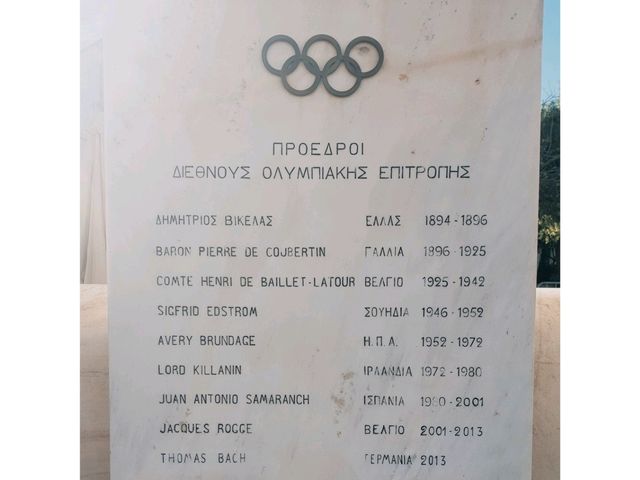 ΠΡΟΕΔΡΟΙ
ΔΙΕΘΝΟΥΣ ΟΛΥΜΠΙΑΚΗΣ ΕΠΙΤΡΟΠΗΣ
ΔΗΜΗΤΡΙΟΣ ΒΙΚΕΛΑΣ ΕΛΛΑΣ 1894-1896
BARON PIERRE DE COUBERTIN ΓΑΛΛΙΑ 1896-1925
COMTE HENRI DE BAILLET-LATOUR ΒΕΛΓΙΟ 1925-1942
SIGFRID EDSTROM ΣΟΥΗΔΙΑ 1946-1952
AVERY BRUNDAGE Η.Π.Α. 1952-1972
LORD KILLANIN ΙΡΛΑΝΔΙΑ 1972-1980
JUAN ANTONIO SAMARANCH ΙΣΠΑΝΙΑ 1980-2001
JACQUES ROGGE ΒΕΛΓΙΟ 2001-2013
THOMAS BACH ΓΕΡΜΑΝΙΑ 2013